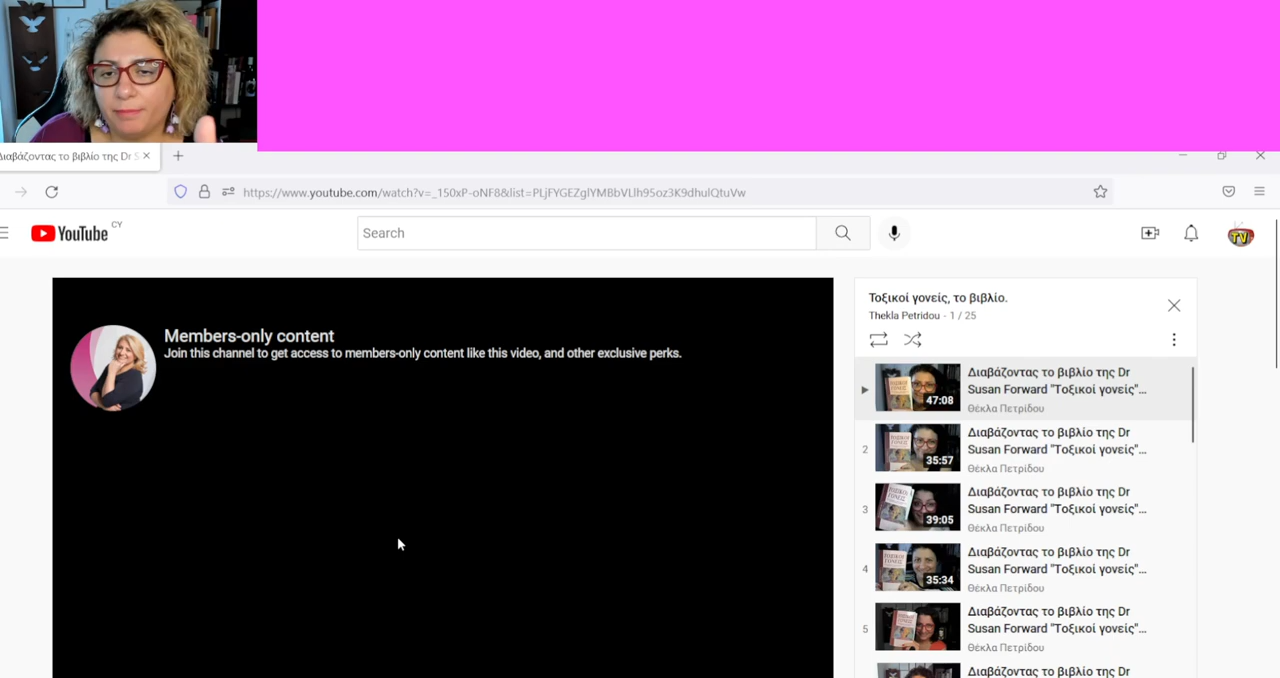 Διαβάζοντας το βιβλίο της Dr S
https://www.youtube.com/watch?v=_150xP-oNF8&list=PLjFYGEZglYMBbVLlh95oz3K9dhulQtuVw
YouTube CY
Search
TV
Members-only content
Join this channel to get access to members-only content like this video, and other exclusive perks.
Τοξικοί γονείς, το βιβλίο.
Thekla Petridou - 1 / 25
47:08
Διαβάζοντας το βιβλίο της Dr
Susan Forward "Τοξικοί γονείς"...
Θέκλα Πετρίδου
2
35:57
Διαβάζοντας το βιβλίο της Dr
Susan Forward "Τοξικοί γονείς"...
Θέκλα Πετρίδου
3
39:05
Διαβάζοντας το βιβλίο της Dr
Susan Forward "Τοξικοί γονείς"...
Θέκλα Πετρίδου
4
35:34
Διαβάζοντας το βιβλίο της Dr
Susan Forward "Τοξικοί γονείς"...
Θέκλα Πετρίδου
5
Διαβάζοντας το βιβλίο της Dr
Susan Forward "Τοξικοί γονείς"...
Θέκλα Πετρίδου
Διαβάζοντας το βιβλίο της Dr